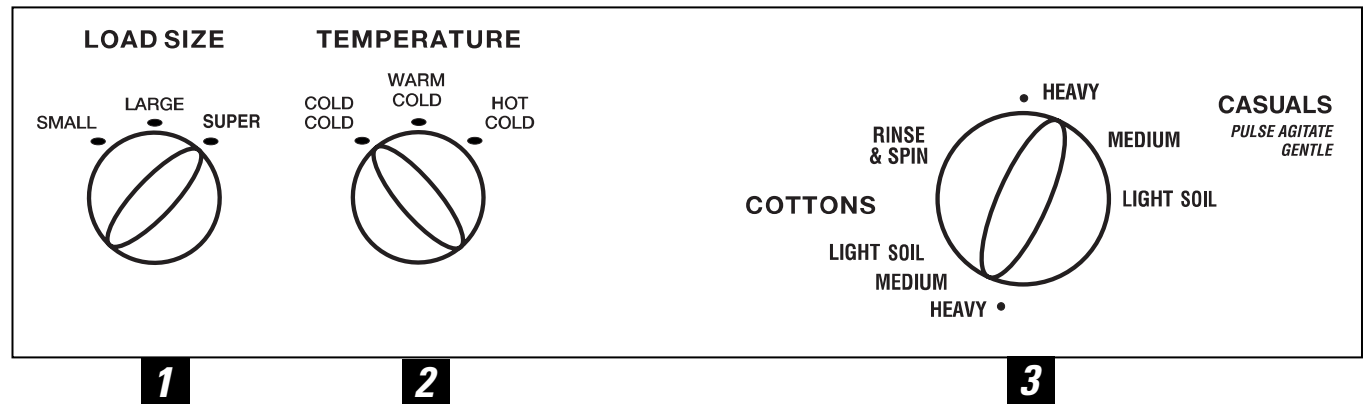 LOAD SIZE
SMALL
LARGE
SUPER
TEMPERATURE
COLD
COLD
WARM
COLD
HOT
COLD
HEAVY
CASUALS
PULSE AGITATE
GENTLE
MEDIUM
LIGHT SOIL
RINSE
& SPIN
COTTONS
LIGHT SOIL
MEDIUM
HEAVY
1
2
3